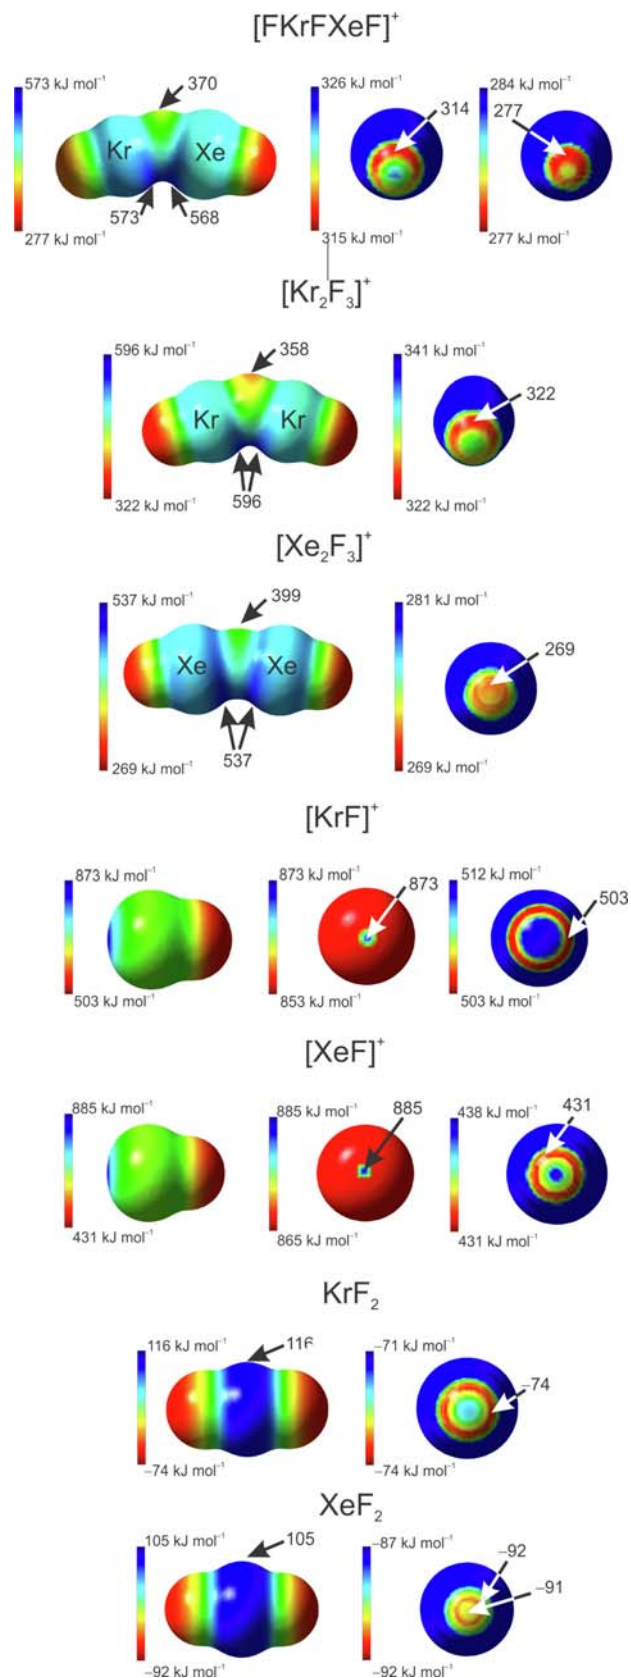 [FKrFXeF]⁺
573 kJ mol⁻¹
370
326 kJ mol⁻¹
314
284 kJ mol⁻¹
277
Kr
Xe
573
568
277 kJ mol⁻¹
315 kJ mol⁻¹
277 kJ mol⁻¹
[Kr₂F₃]⁺
596 kJ mol⁻¹
358
341 kJ mol⁻¹
322
Kr
Kr
596
322 kJ mol⁻¹
322 kJ mol⁻¹
[Xe₂F₃]⁺
537 kJ mol⁻¹
399
281 kJ mol⁻¹
269
Xe
Xe
537
269 kJ mol⁻¹
269 kJ mol⁻¹
[KrF]⁺
873 kJ mol⁻¹
873 kJ mol⁻¹
873
512 kJ mol⁻¹
503
503 kJ mol⁻¹
853 kJ mol⁻¹
503 kJ mol⁻¹
[XeF]⁺
885 kJ mol⁻¹
885 kJ mol⁻¹
885
438 kJ mol⁻¹
431
431 kJ mol⁻¹
865 kJ mol⁻¹
431 kJ mol⁻¹
KrF₂
116 kJ mol⁻¹
116
–71 kJ mol⁻¹
–74
–74 kJ mol⁻¹
–74 kJ mol⁻¹
XeF₂
105 kJ mol⁻¹
105
–87 kJ mol⁻¹
–92
–91
–92 kJ mol⁻¹
–92 kJ mol⁻¹